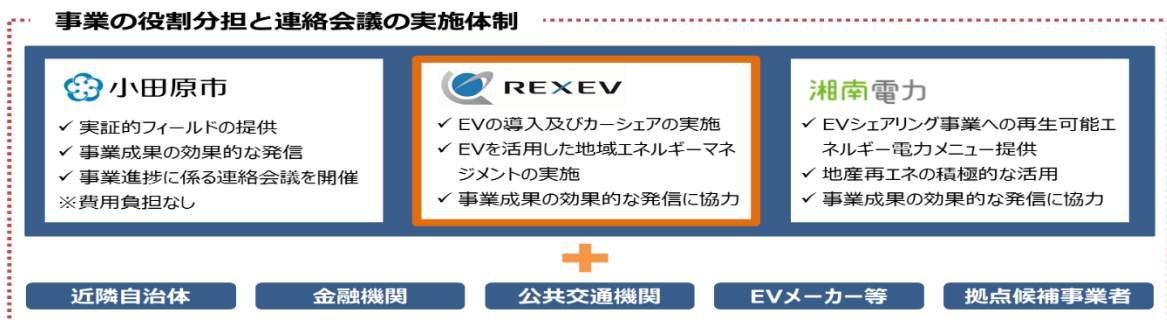 事業の役割分担と連絡会議の実施体制
小田原市
✓ 実証的フィールドの提供
✓ 事業成果の効果的な発信
✓ 事業進捗に係る連絡会議を開催
※費用負担なし
REXEV
✓ EVの導入及びカーシェアの実施
✓ EVを活用した地域エネルギーマネ
ジメントの実施
✓ 事業成果の効果的な発信に協力
湘南電力
✓ EVシェアリング事業への再生可能エ
ネルギー電力メニュー提供
✓ 地産再エネの積極的な活用
✓ 事業成果の効果的な発信に協力
近隣自治体
金融機関
公共交通機関
EVメーカー等
拠点候補事業者